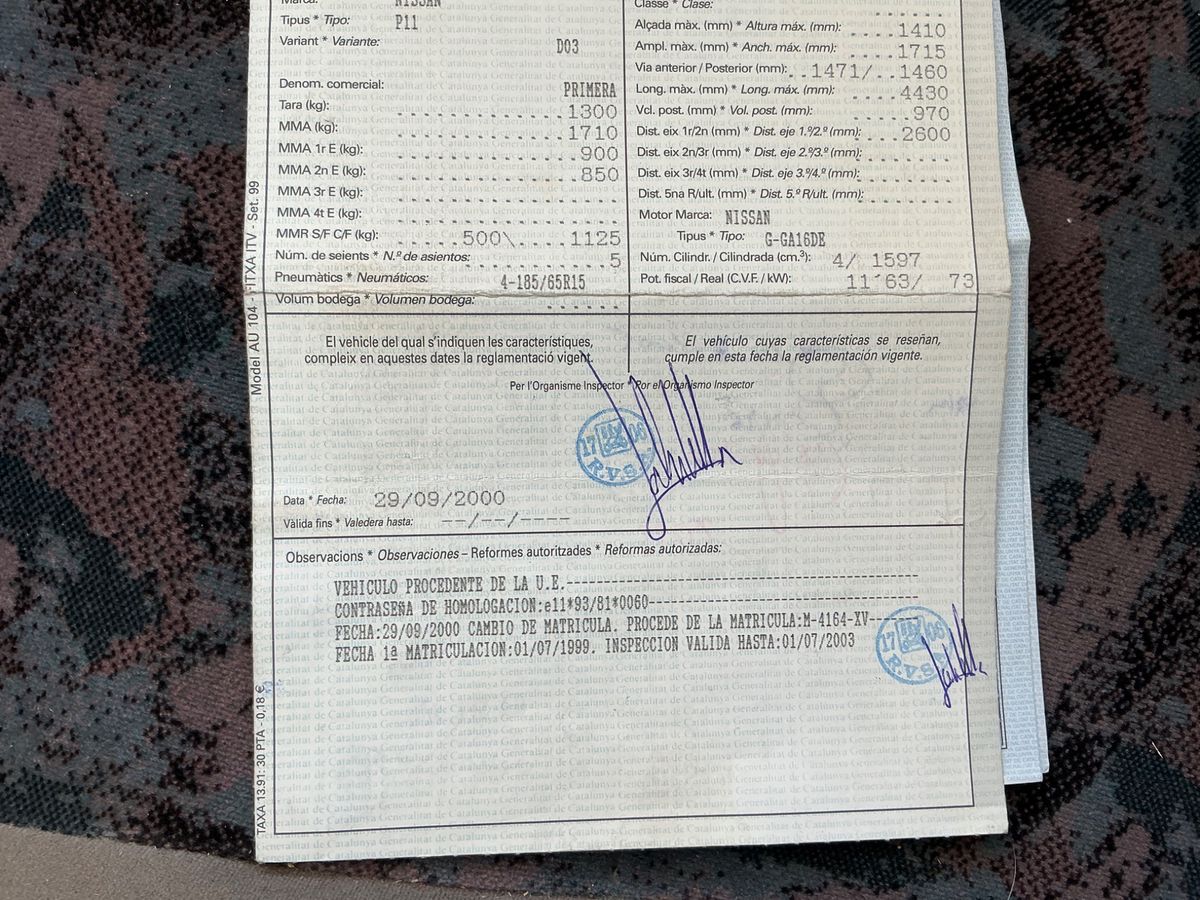 Marca: NISSAN
Tipus * Tipo: P11
Variant * Variante: D03
Denom. comercial: PRIMERA
Tara (kg): 1300
MMA (kg): 1710
MMA 1r E (kg): 900
MMA 2n E (kg): 850
MMA 3r E (kg):
MMA 4t E (kg):
MMR S/F C/F (kg): .....500\....1125
Núm. de seients * N.º de asientos: 5
Pneumàtics * Neumáticos: 4-185/65R15
Volum bodega * Volumen bodega:
Classe * Clase:
Alçada màx. (mm) * Altura máx. (mm): ....1410
Ampl. màx. (mm) * Anch. máx. (mm): ....1715
Via anterior / Posterior (mm): ..1471/..1460
Long. màx. (mm) * Long. máx. (mm): ....4430
Vcl. post. (mm) * Vol. post. (mm): 970
Dist. eix 1r/2n (mm) * Dist. eje 1.º/2.º (mm): ....2600
Dist. eix 2n/3r (mm) * Dist. eje 2.º/3.º (mm):
Dist. eix 3r/4t (mm) * Dist. eje 3.º/4.º (mm):
Dist. 5na R/ult. (mm) * Dist. 5.º R/ult. (mm):
Motor Marca: NISSAN
Tipus * Tipo: G-GA16DE
Núm. Cilindr. / Cilindrada (cm.³): 4/ 1597
Pot. fiscal / Real (C.V.F. / kW): 11'63/ 73
El vehicle del qual s'indiquen les característiques,
compleix en aquestes dates la reglamentació vigent.
El vehículo cuyas características se reseñan,
cumple en esta fecha la reglamentación vigente.
Per l'Organisme Inspector * Por el Organismo Inspector
17 06
R.V.S.
Data * Fecha: 29/09/2000
Vàlida fins * Valedera hasta: --/--/----
Observacions * Observaciones – Reformes autoritzades * Reformas autorizadas:
VEHICULO PROCEDENTE DE LA U.E.
CONTRASEÑA DE HOMOLOGACION:e11*93/81*0060
FECHA:29/09/2000 CAMBIO DE MATRICULA. PROCEDE DE LA MATRICULA:M-4164-XV
FECHA 1ª MATRICULACION:01/07/1999. INSPECCION VALIDA HASTA:01/07/2003
17 06
R.V.S.
Model AU 104 - FITXA ITV - Set. 99
TAXA 13.91: 30 PTA - 0,18 €
Generalitat de Catalunya